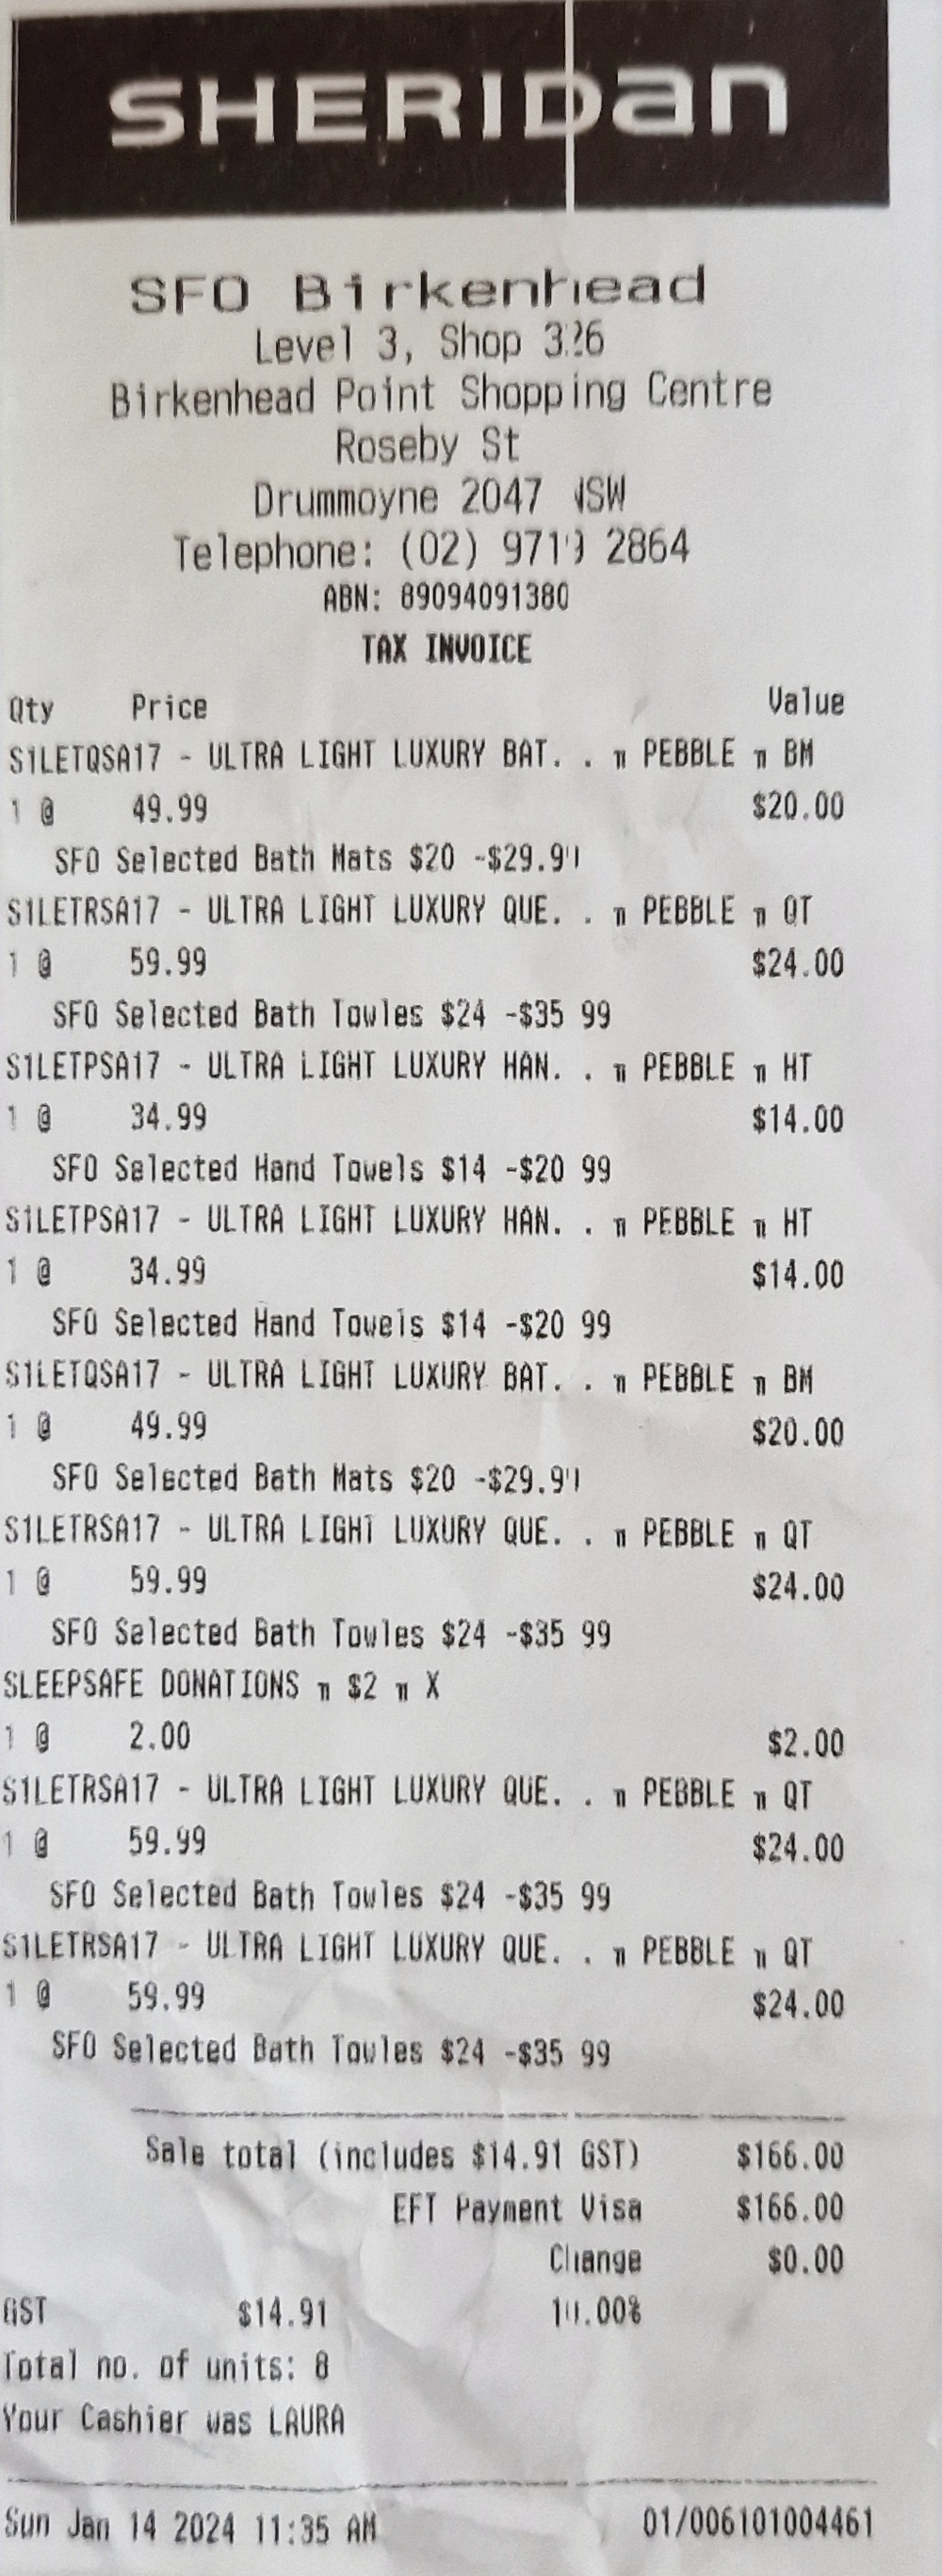 SHERIDan
SFO Birkenhead
Level 3, Shop 326
Birkenhead Point Shopping Centre
Roseby St
Drummoyne 2047 NSW
Telephone: (02) 9719 2864
ABN: 89094091380
TAX INVOICE
Qty Price Value
S1LETQSA17 - ULTRA LIGHT LUXURY BAT. . π PEBBLE π BM
1 @ 49.99 $20.00
SFO Selected Bath Mats $20 -$29.99
S1LETRSA17 - ULTRA LIGHT LUXURY QUE. . π PEBBLE π QT
1 @ 59.99 $24.00
SFO Selected Bath Towles $24 -$35 99
S1LETPSA17 - ULTRA LIGHT LUXURY HAN. . π PEBBLE π HT
1 @ 34.99 $14.00
SFO Selected Hand Towels $14 -$20 99
S1LETPSA17 - ULTRA LIGHT LUXURY HAN. . π PEBBLE π HT
1 @ 34.99 $14.00
SFO Selected Hand Towels $14 -$20 99
S1LETQSA17 - ULTRA LIGHT LUXURY BAT. . π PEBBLE π BM
1 @ 49.99 $20.00
SFO Selected Bath Mats $20 -$29.99
S1LETRSA17 - ULTRA LIGHT LUXURY QUE. . π PEBBLE π QT
1 @ 59.99 $24.00
SFO Selected Bath Towles $24 -$35 99
SLEEPSAFE DONATIONS π $2 π X
1 @ 2.00 $2.00
S1LETRSA17 - ULTRA LIGHT LUXURY QUE. . π PEBBLE π QT
1 @ 59.99 $24.00
SFO Selected Bath Towles $24 -$35 99
S1LETRSA17 - ULTRA LIGHT LUXURY QUE. . π PEBBLE π QT
1 @ 59.99 $24.00
SFO Selected Bath Towles $24 -$35 99
Sale total (includes $14.91 GST) $166.00
EFT Payment Visa $166.00
Change $0.00
GST $14.91 10.00%
Total no. of units: 8
Your Cashier was LAURA
Sun Jan 14 2024 11:35 AM 01/006101004461